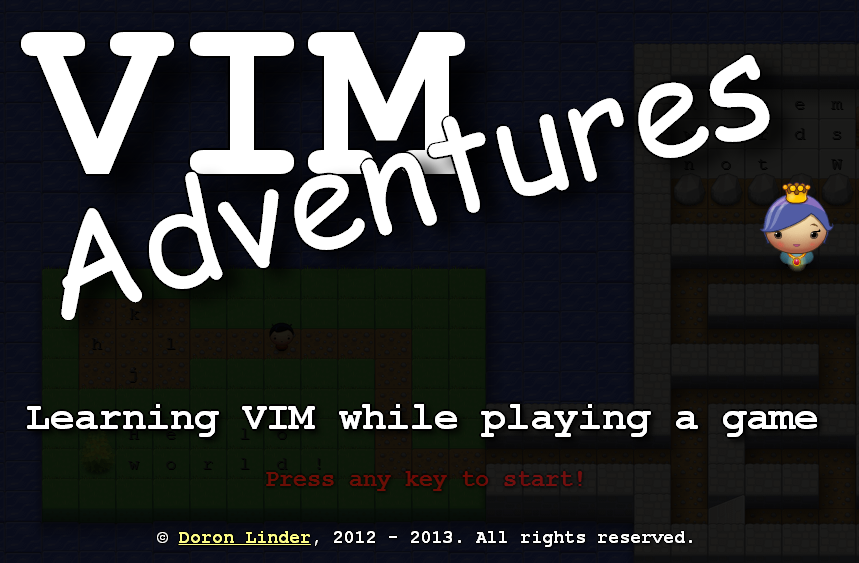 VIM
Adventures
e m
d s
n o t W
k
h l
j
Learning VIM while playing a game
H e l l o
w o r l d !
Press any key to start!
© Doron Linder, 2012 - 2013. All rights reserved.